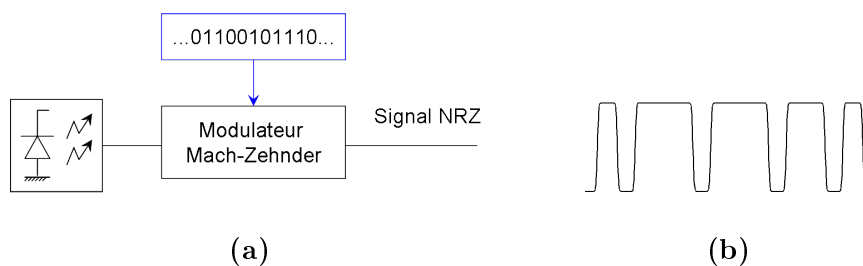 ...01100101110...
Modulateur
Mach-Zehnder
Signal NRZ
(a)
(b)